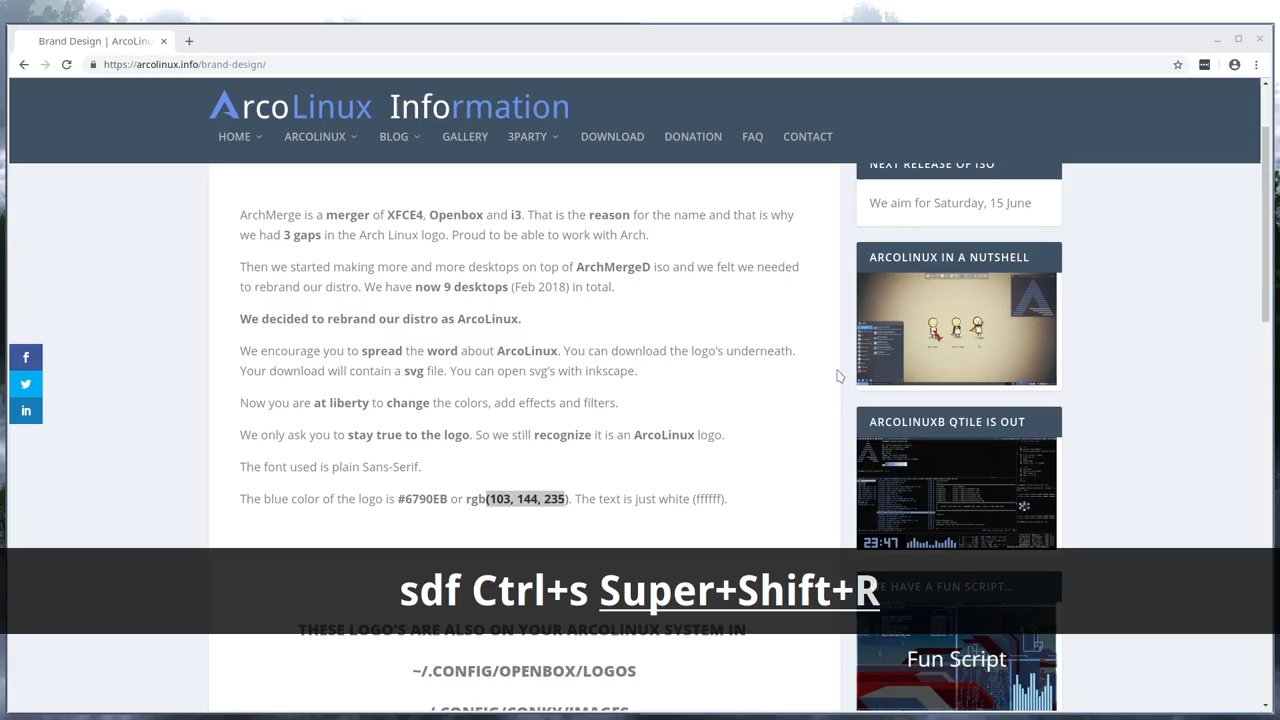 Brand Design | ArcoLinu
https://arcolinux.info/brand-design/
ArcoLinux Information
HOME ARCOLINUX BLOG GALLERY 3PARTY DOWNLOAD DONATION FAQ CONTACT
ArchMerge is a merger of XFCE4, Openbox and i3. That is the reason for the name and that is why
we had 3 gaps in the Arch Linux logo. Proud to be able to work with Arch.
Then we started making more and more desktops on top of ArchMergeD iso and we felt we needed
to rebrand our distro. We have now 9 desktops (Feb 2018) in total.
We decided to rebrand our distro as ArcoLinux.
We encourage you to spread the word about ArcoLinux. You can download the logo's underneath.
Your download will contain a svg file. You can open svg's with inkscape.
Now you are at liberty to change the colors, add effects and filters.
We only ask you to stay true to the logo. So we still recognize it is an ArcoLinux logo.
The font used is plain Sans-Serif.
The blue color of the logo is #6790EB or rgb(103, 144, 235). The text is just white (ffffff).
THESE LOGO'S ARE ALSO ON YOUR ARCOLINUX SYSTEM IN
~/.CONFIG/OPENBOX/LOGOS
~/.CONFIG/CONKY/IMAGES
NEXT RELEASE OF ISO
We aim for Saturday, 15 June
ARCOLINUX IN A NUTSHELL
ARCOLINUXB QTILE IS OUT
23:47
WE HAVE A FUN SCRIPT...
Fun Script
sdf Ctrl+s Super+Shift+R